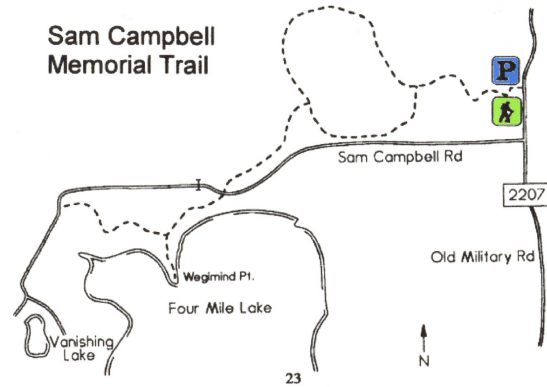 Sam Campbell
Memorial Trail
P
Sam Campbell Rd
2207
Old Military Rd
Wegimind Pt.
Four Mile Lake
Vanishing
Lake
N
23